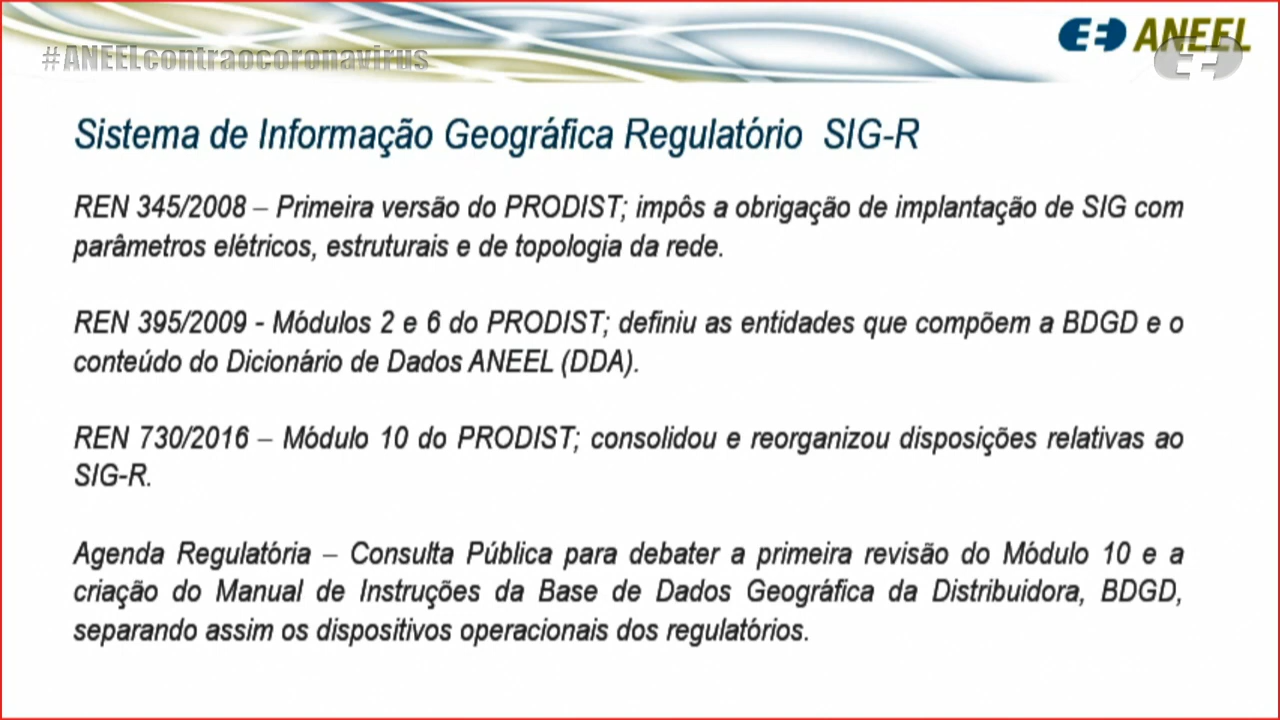 #ANEELcontraocoronavirus
ANEEL
Sistema de Informação Geográfica Regulatório SIG-R
REN 345/2008 – Primeira versão do PRODIST; impôs a obrigação de implantação de SIG com
parâmetros elétricos, estruturais e de topologia da rede.
REN 395/2009 - Módulos 2 e 6 do PRODIST; definiu as entidades que compõem a BDGD e o
conteúdo do Dicionário de Dados ANEEL (DDA).
REN 730/2016 – Módulo 10 do PRODIST; consolidou e reorganizou disposições relativas ao
SIG-R.
Agenda Regulatória – Consulta Pública para debater a primeira revisão do Módulo 10 e a
criação do Manual de Instruções da Base de Dados Geográfica da Distribuidora, BDGD,
separando assim os dispositivos operacionais dos regulatórios.